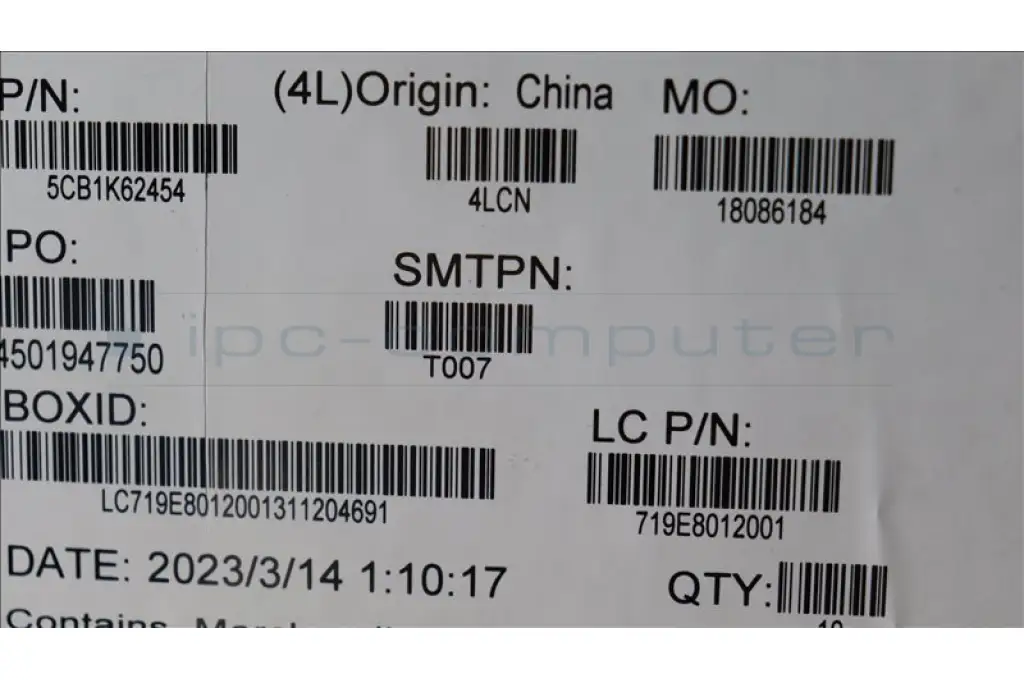 P/N: (4L)Origin: China MO:
5CB1K62454 4LCN 18086184
PO: SMTPN:
4501947750 T007
ipc-computer
BOXID: LC P/N:
LC719E8012001311204691 719E8012001
DATE: 2023/3/14 1:10:17 QTY:
Contains